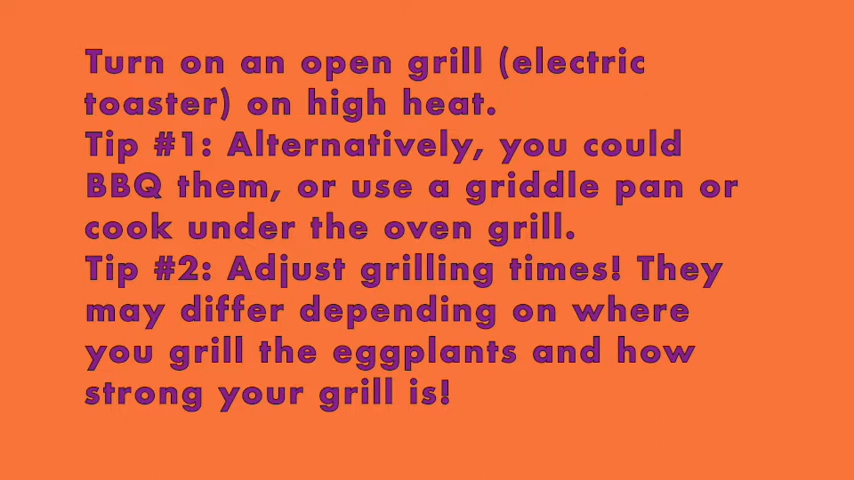 Turn on an open grill (electric
toaster) on high heat.
Tip #1: Alternatively, you could
BBQ them, or use a griddle pan or
cook under the oven grill.
Tip #2: Adjust grilling times! They
may differ depending on where
you grill the eggplants and how
strong your grill is!